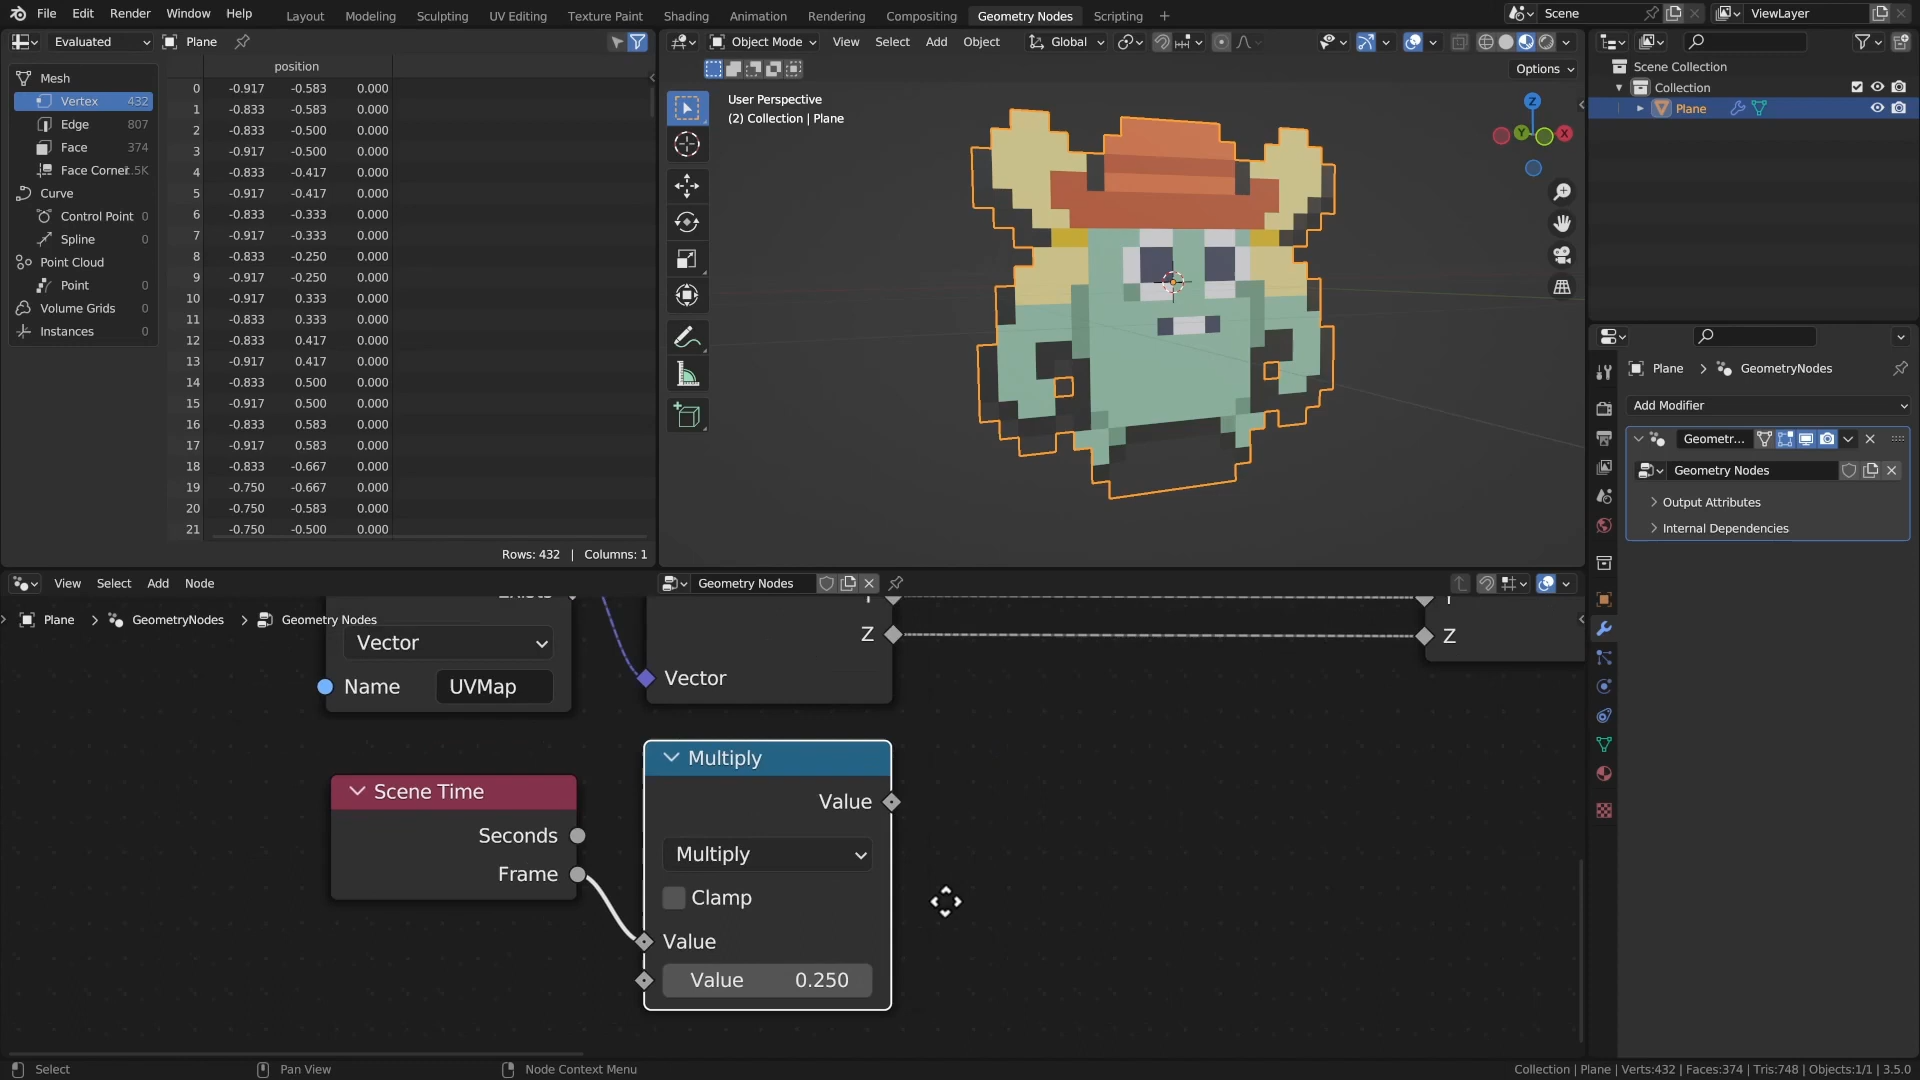 File Edit Render Window Help Layout Modeling Sculpting UV Editing Texture Paint Shading Animation Rendering Compositing Geometry Nodes Scripting Scene ViewLayer
Evaluated Plane
position
Mesh
Vertex 432
Edge 807
Face 374
Face Corner .5K
Curve
Control Point 0
Spline 0
Point Cloud
Point 0
Volume Grids 0
Instances 0
0 -0.917 -0.583 0.000
1 -0.833 -0.583 0.000
2 -0.833 -0.500 0.000
3 -0.917 -0.500 0.000
4 -0.833 -0.417 0.000
5 -0.917 -0.417 0.000
6 -0.833 -0.333 0.000
7 -0.917 -0.333 0.000
8 -0.833 -0.250 0.000
9 -0.917 -0.250 0.000
10 -0.917 0.333 0.000
11 -0.833 0.333 0.000
12 -0.833 0.417 0.000
13 -0.917 0.417 0.000
14 -0.833 0.500 0.000
15 -0.917 0.500 0.000
16 -0.833 0.583 0.000
17 -0.917 0.583 0.000
18 -0.833 -0.667 0.000
19 -0.750 -0.667 0.000
20 -0.750 -0.583 0.000
21 -0.750 -0.500 0.000
Rows: 432 | Columns: 1
Object Mode View Select Add Object Global
Options
User Perspective
(2) Collection | Plane
Z
Y
X
Scene Collection
Collection
Plane
Plane GeometryNodes
Add Modifier
Geometr...
Geometry Nodes
Output Attributes
Internal Dependencies
View Select Add Node Geometry Nodes
Plane GeometryNodes Geometry Nodes
Exists
Vector
Name UVMap
Y
Z
Vector
Y
Z
Scene Time
Seconds
Frame
Multiply
Value
Multiply
Clamp
Value
Value 0.250
Select Pan View Node Context Menu Collection | Plane | Verts:432 | Faces:374 | Tris:748 | Objects:1/1 | 3.5.0